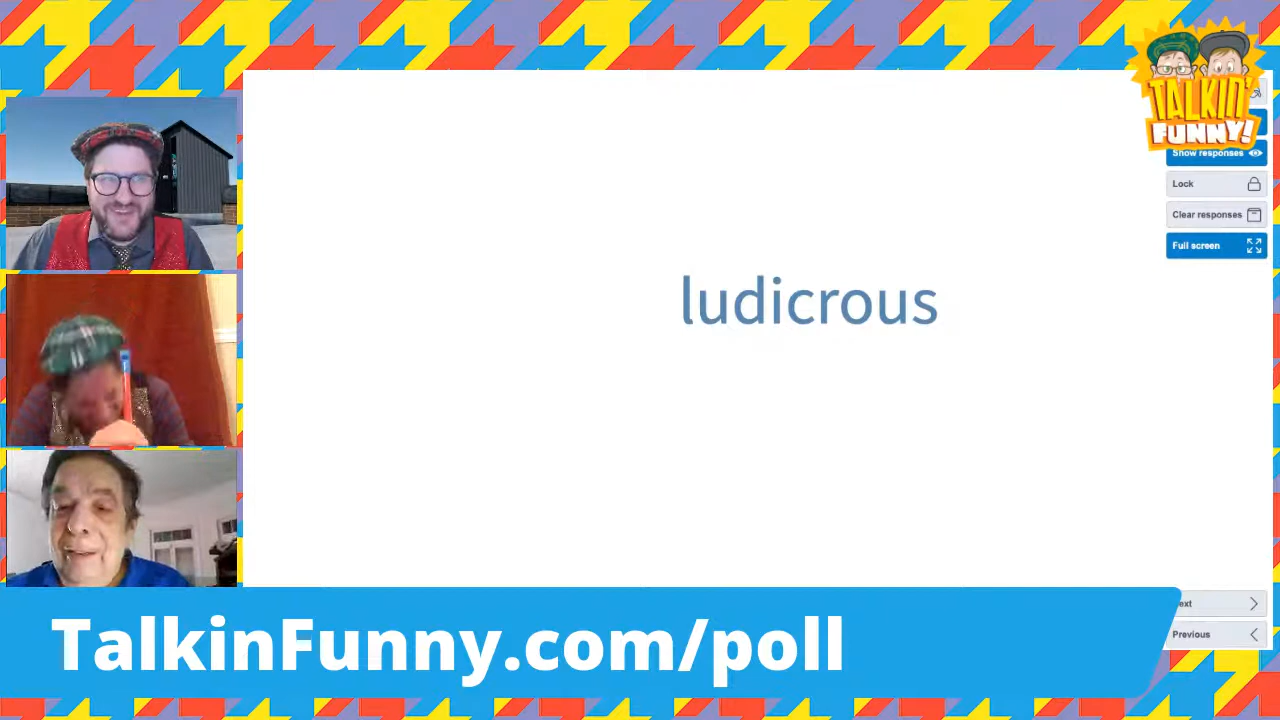 TALKIN'
FUNNY!
Show responses
Lock
Clear responses
Full screen
ludicrous
ext
Previous
TalkinFunny.com/poll